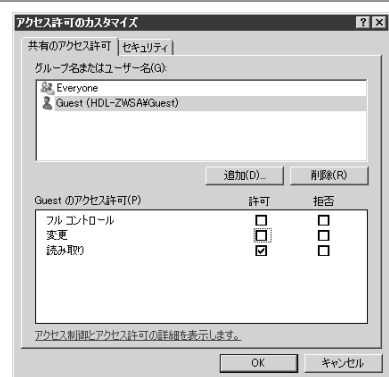 アクセス許可のカスタマイズ
共有のアクセス許可 セキュリティ
グループ名またはユーザー名(G):
Everyone
Guest (HDL-ZWSA¥Guest)
追加(D)... 削除(R)
Guest のアクセス許可(P) 許可 拒否
フル コントロール
変更
読み取り
アクセス制御とアクセス許可の詳細を表示します。
OK キャンセル